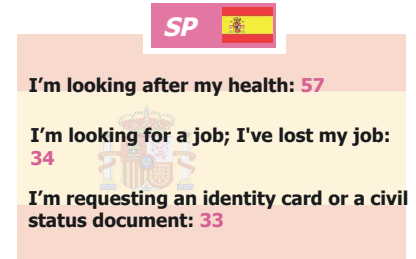 SP
I’m looking after my health: 57
I’m looking for a job; I've lost my job:
34
I’m requesting an identity card or a civil
status document: 33